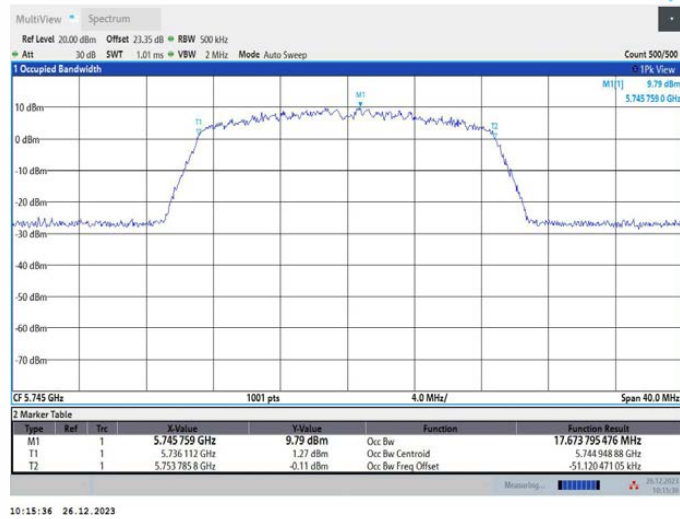 MultiView Spectrum
Ref Level 20.00 dBm Offset 23.35 dB RBW 500 kHz
Att 30 dB SWT 1.01 ms VBW 2 MHz Mode Auto Sweep Count 500/500
1 Occupied Bandwidth 1Pk View
M1[1] 9.79 dBm
5.745 759 0 GHz
M1
10 dBm
T1
T2
0 dBm
-10 dBm
-20 dBm
-30 dBm
-40 dBm
-50 dBm
-60 dBm
-70 dBm
CF 5.745 GHz 1001 pts 4.0 MHz/ Span 40.0 MHz
2 Marker Table
Type Ref Trc X-Value Y-Value Function Function Result
M1 1 5.745 759 GHz 9.79 dBm Occ Bw 17.673 795 476 MHz
T1 1 5.736 112 GHz 1.27 dBm Occ Bw Centroid 5.744 948 88 GHz
T2 1 5.753 785 8 GHz -0.11 dBm Occ Bw Freq Offset -51.120 471 05 kHz
Measuring... 26.12.2023
10:15:36
10:15:36 26.12.2023